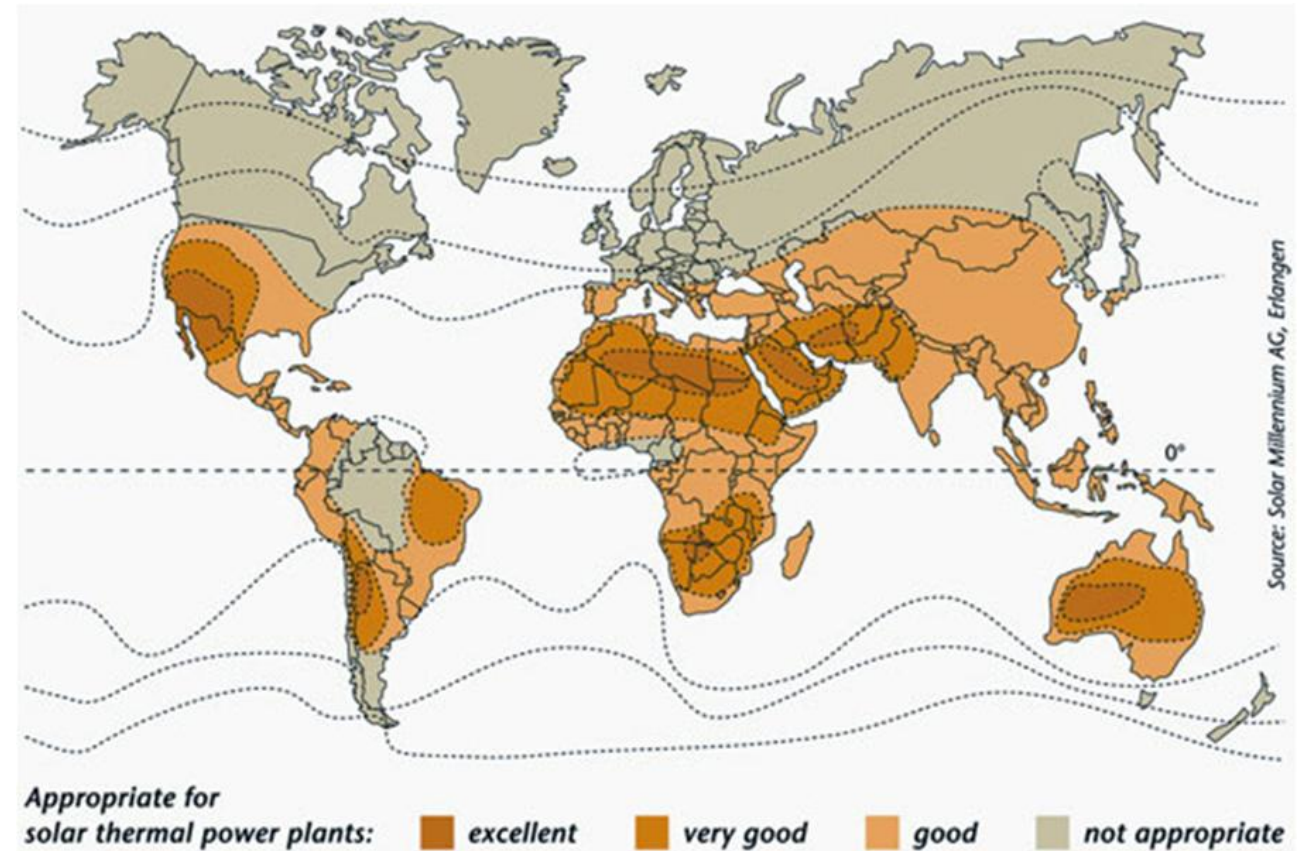 0°
Source: Solar Millennium AG, Erlangen
Appropriate for
solar thermal power plants: excellent very good good not appropriate